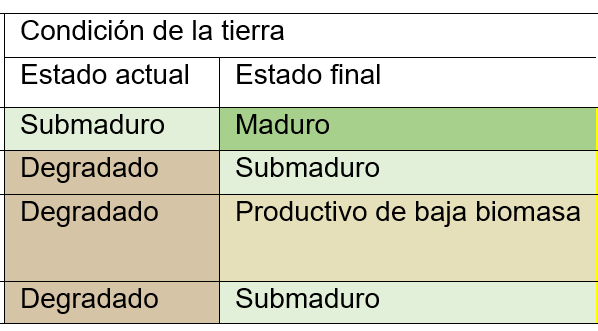 Condición de la tierra
Estado actual Estado final
Submaduro Maduro
Degradado Submaduro
Degradado Productivo de baja biomasa
Degradado Submaduro